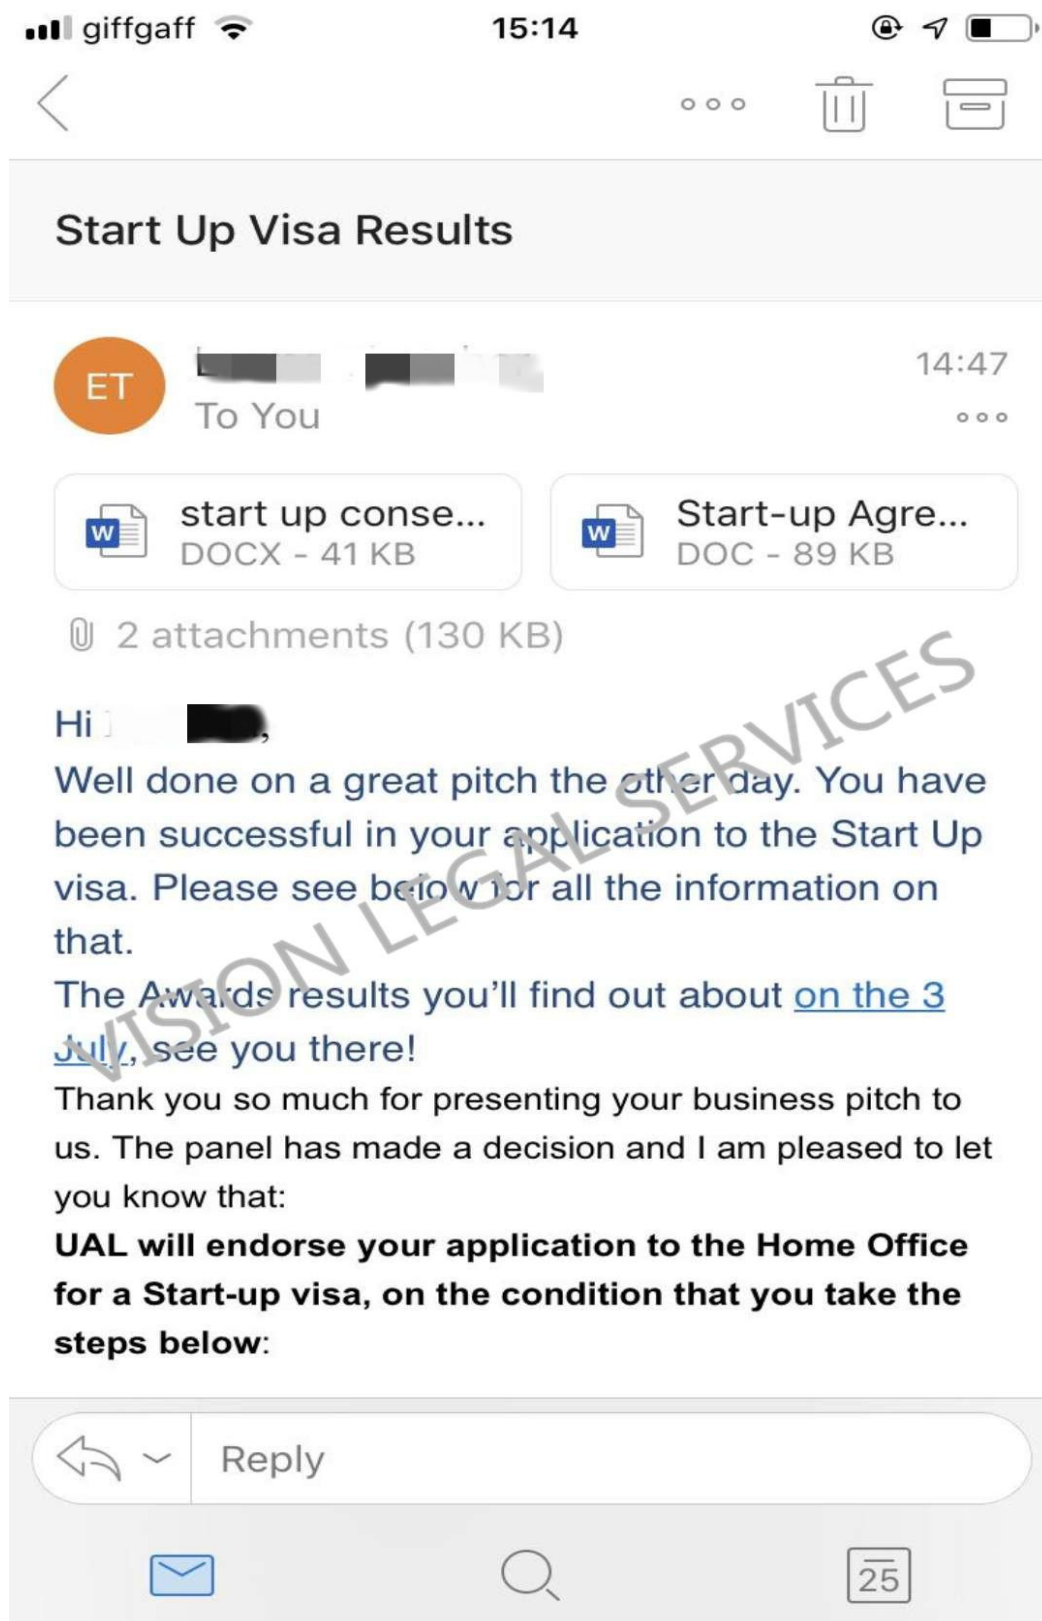 giffgaff 15:14
Start Up Visa Results
ET
14:47
To You
W start up conse...
DOCX - 41 KB
W Start-up Agre...
DOC - 89 KB
2 attachments (130 KB)
Hi ,
Well done on a great pitch the other day. You have
been successful in your application to the Start Up
visa. Please see below for all the information on
that.
The Awards results you’ll find out about on the 3
July, see you there!
VISION LEGAL SERVICES
Thank you so much for presenting your business pitch to
us. The panel has made a decision and I am pleased to let
you know that:
UAL will endorse your application to the Home Office
for a Start-up visa, on the condition that you take the
steps below:
Reply
25